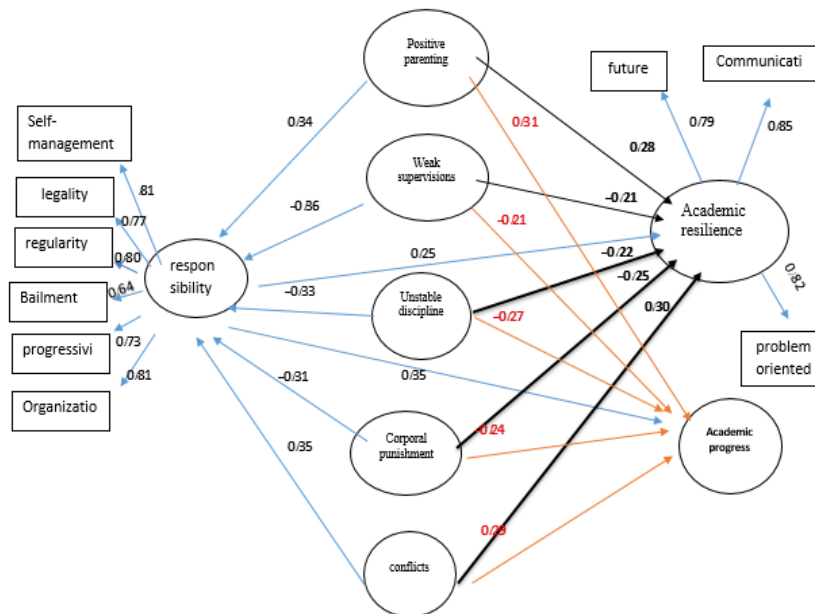 Positive
parenting
future
Communicati
0/31
0/79
0/85
0/34
0/28
Self-
management
.81
Weak
supervisions
legality
0/77
-0/36
-0/21
-0/21
Academic
resilience
regularity
0/80
respon
sibility
0/25
-0/22
-0/25
Bailment
0/64
-0/33
Unstable
discipline
0/30
0/82
-0/27
progressivi
0/73
problem
oriented
0/81
-0/31
0/35
Organizatio
-0/24
Corporal
punishment
Academic
progress
0/35
0/29
conflicts